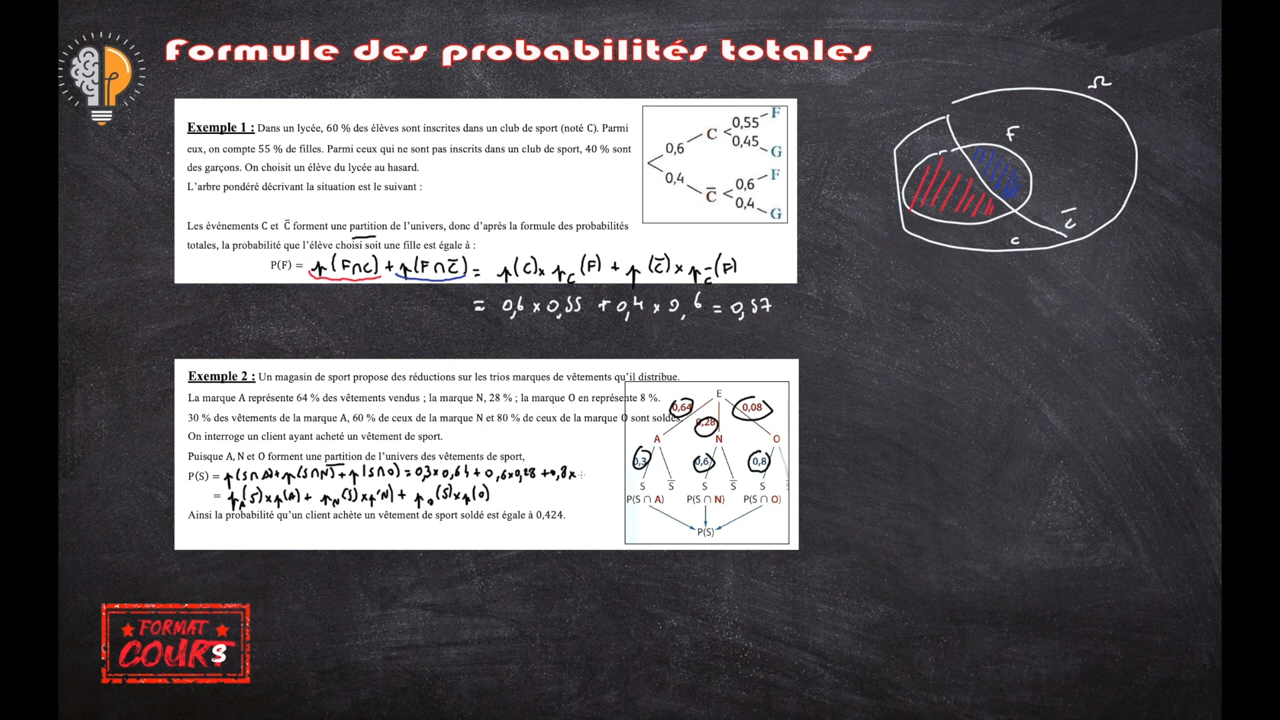 Formule des probabilités totales
Exemple 1 : Dans un lycée, 60 % des élèves sont inscrites dans un club de sport (noté C). Parmi
eux, on compte 55 % de filles. Parmi ceux qui ne sont pas inscrits dans un club de sport, 40 % sont
des garçons. On choisit un élève du lycée au hasard.
L'arbre pondéré décrivant la situation est le suivant :
Les événements C et C̅ forment une partition de l'univers, donc d'après la formule des probabilités
totales, la probabilité que l'élève choisi soit une fille est égale à :
P(F) = p(F∩C) + p(F∩C̅) = p(C)× p_C(F) + p(C̅) × p_C̅(F)
= 0,6 × 0,55 + 0,4 × 0,6 = 0,57
0,6 C 0,55 F
0,45 G
0,4 C̅ 0,6 F
0,4 G
Ω
F
C
C̅
Exemple 2 : Un magasin de sport propose des réductions sur les trios marques de vêtements qu'il distribue.
La marque A représente 64 % des vêtements vendus ; la marque N, 28 % ; la marque O en représente 8 %.
30 % des vêtements de la marque A, 60 % de ceux de la marque N et 80 % de ceux de la marque O sont soldés.
On interroge un client ayant acheté un vêtement de sport.
Puisque A, N et O forment une partition de l'univers des vêtements de sport,
P(S) = p(S∩A)+p(S∩N)+p(S∩O) = 0,3×0,64 + 0,6×0,28 + 0,8×
= p_A(S)×p(A) + p_N(S)×p(N) + p_O(S)×p(O)
Ainsi la probabilité qu'un client achète un vêtement de sport soldé est égale à 0,424.
E
0,64 0,28 0,08
A N O
0,3 0,6 0,8
S S̅ S S̅ S S̅
P(S ∩ A) P(S ∩ N) P(S ∩ O)
P(S)
FORMAT
COURS